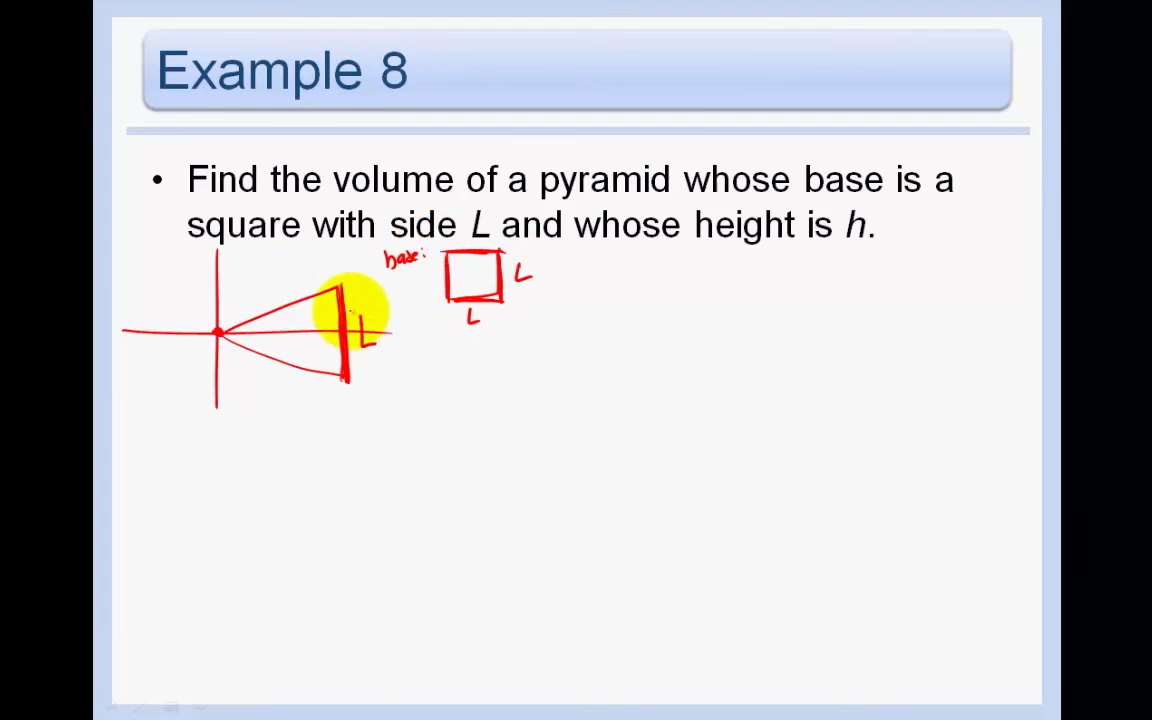 Example 8
• Find the volume of a pyramid whose base is a
square with side L and whose height is h.
base:
L
L
L